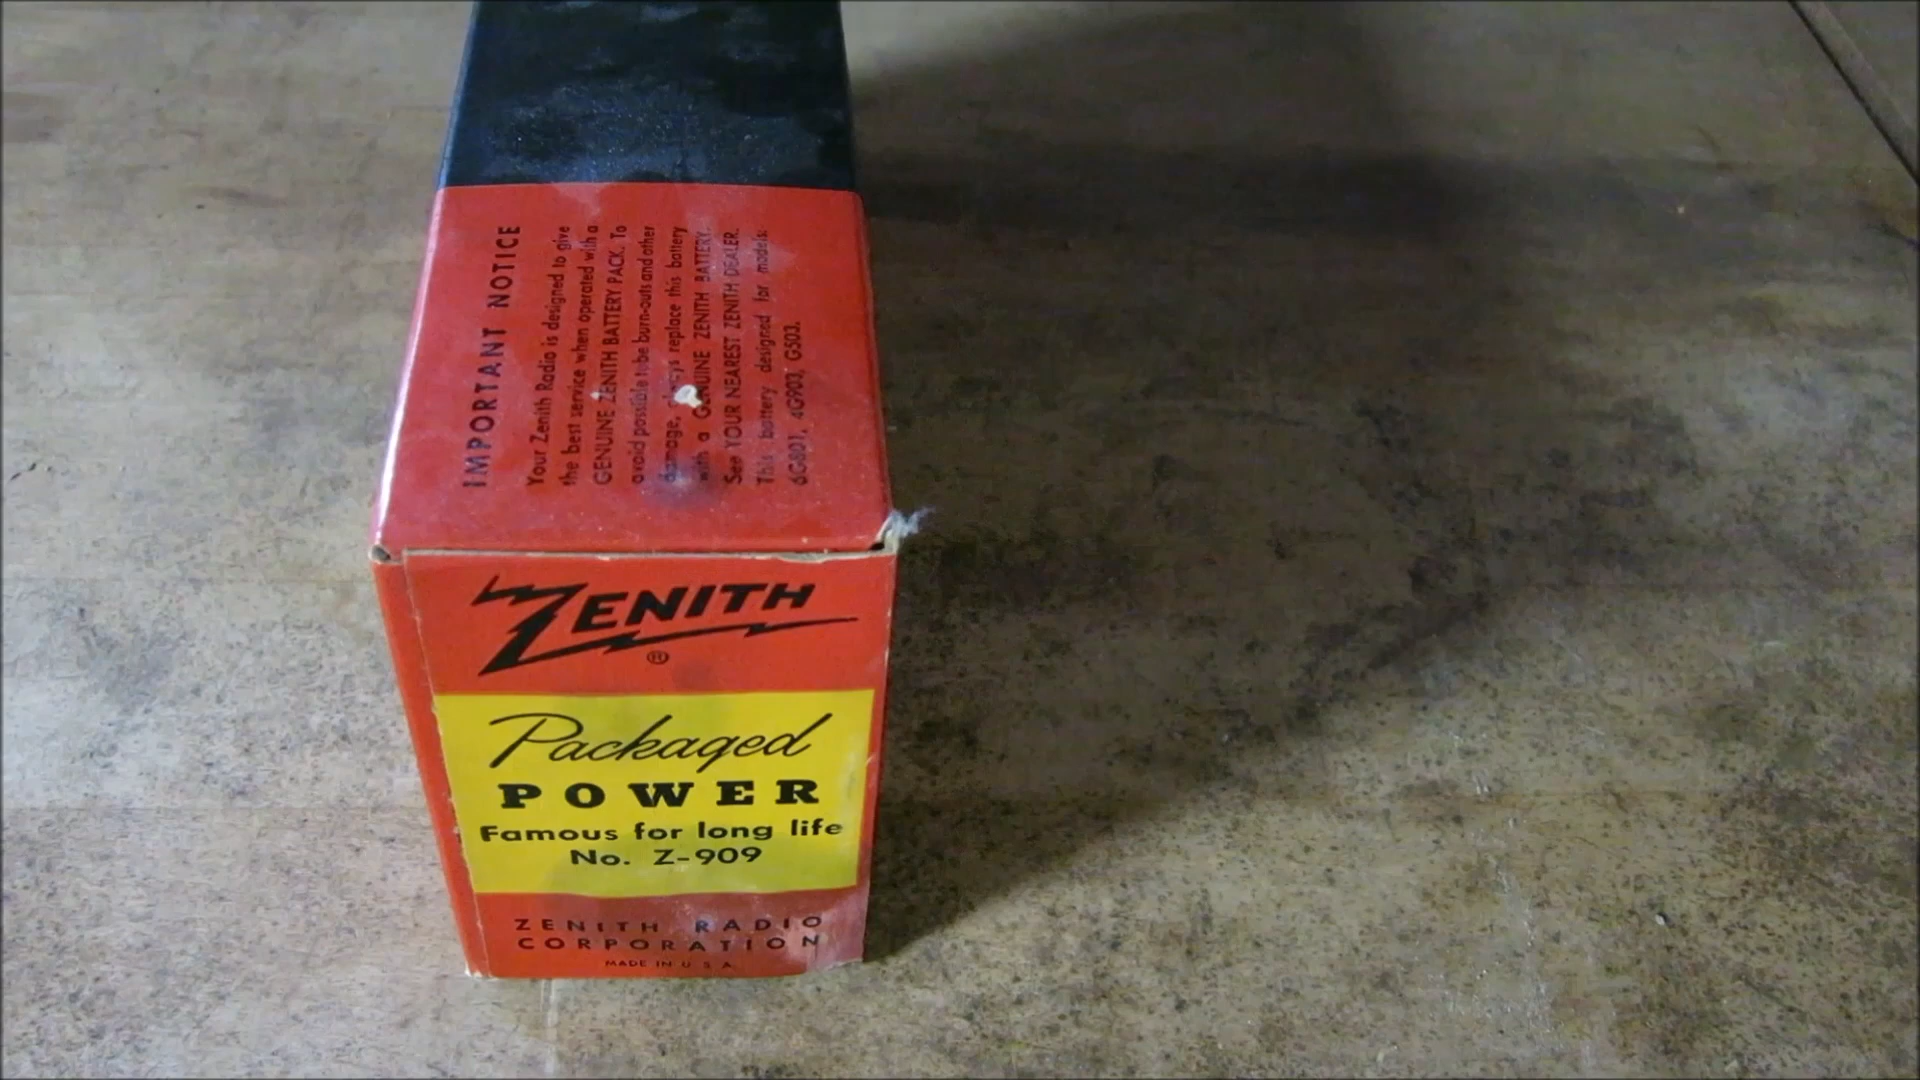 IMPORTANT NOTICE
Your Zenith Radio is designed to give
the best service when operated with a
GENUINE ZENITH BATTERY PACK. To
avoid possible tube burn-outs and other
damage, always replace this battery
with a GENUINE ZENITH BATTERY.
See YOUR NEAREST ZENITH DEALER.
This battery designed for models:
6G801, 4G903, G503.
ZENITH
®
Packaged
POWER
Famous for long life
No. Z-909
ZENITH RADIO
CORPORATION
MADE IN U. S. A.